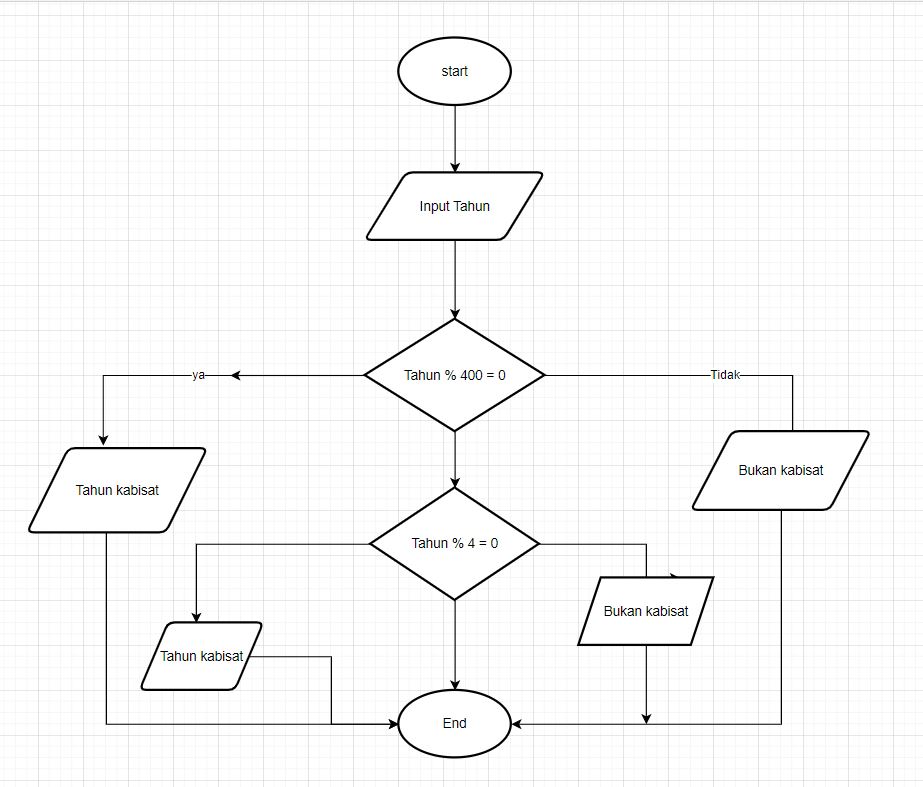 start
Input Tahun
Tahun % 400 = 0
ya
Tidak
Tahun kabisat
Bukan kabisat
Tahun % 4 = 0
Tahun kabisat
Bukan kabisat
End